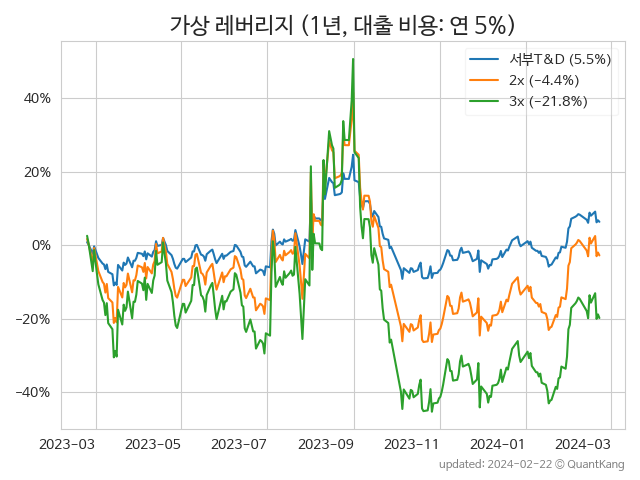 가상 레버리지 (1년, 대출 비용: 연 5%)
서부T&D (5.5%)
2x (−4.4%)
3x (−21.8%)
40%
20%
0%
−20%
−40%
2023-03 2023-05 2023-07 2023-09 2023-11 2024-01 2024-03
updated: 2024-02-22 © QuantKang